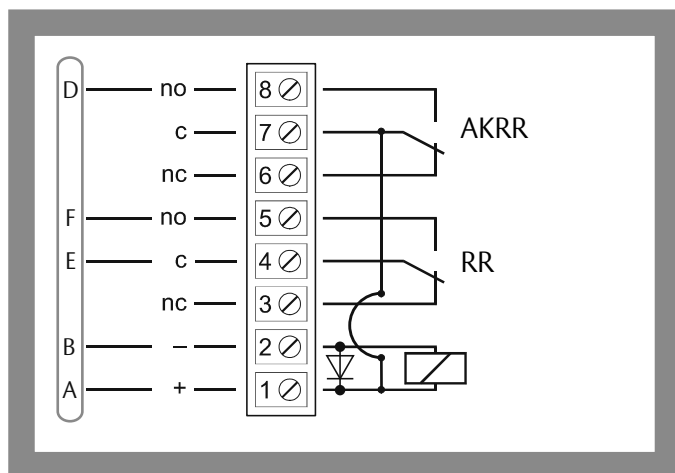 D no 8
c 7 AKRR
nc 6
F no 5
E c 4 RR
nc 3
B – 2
A + 1